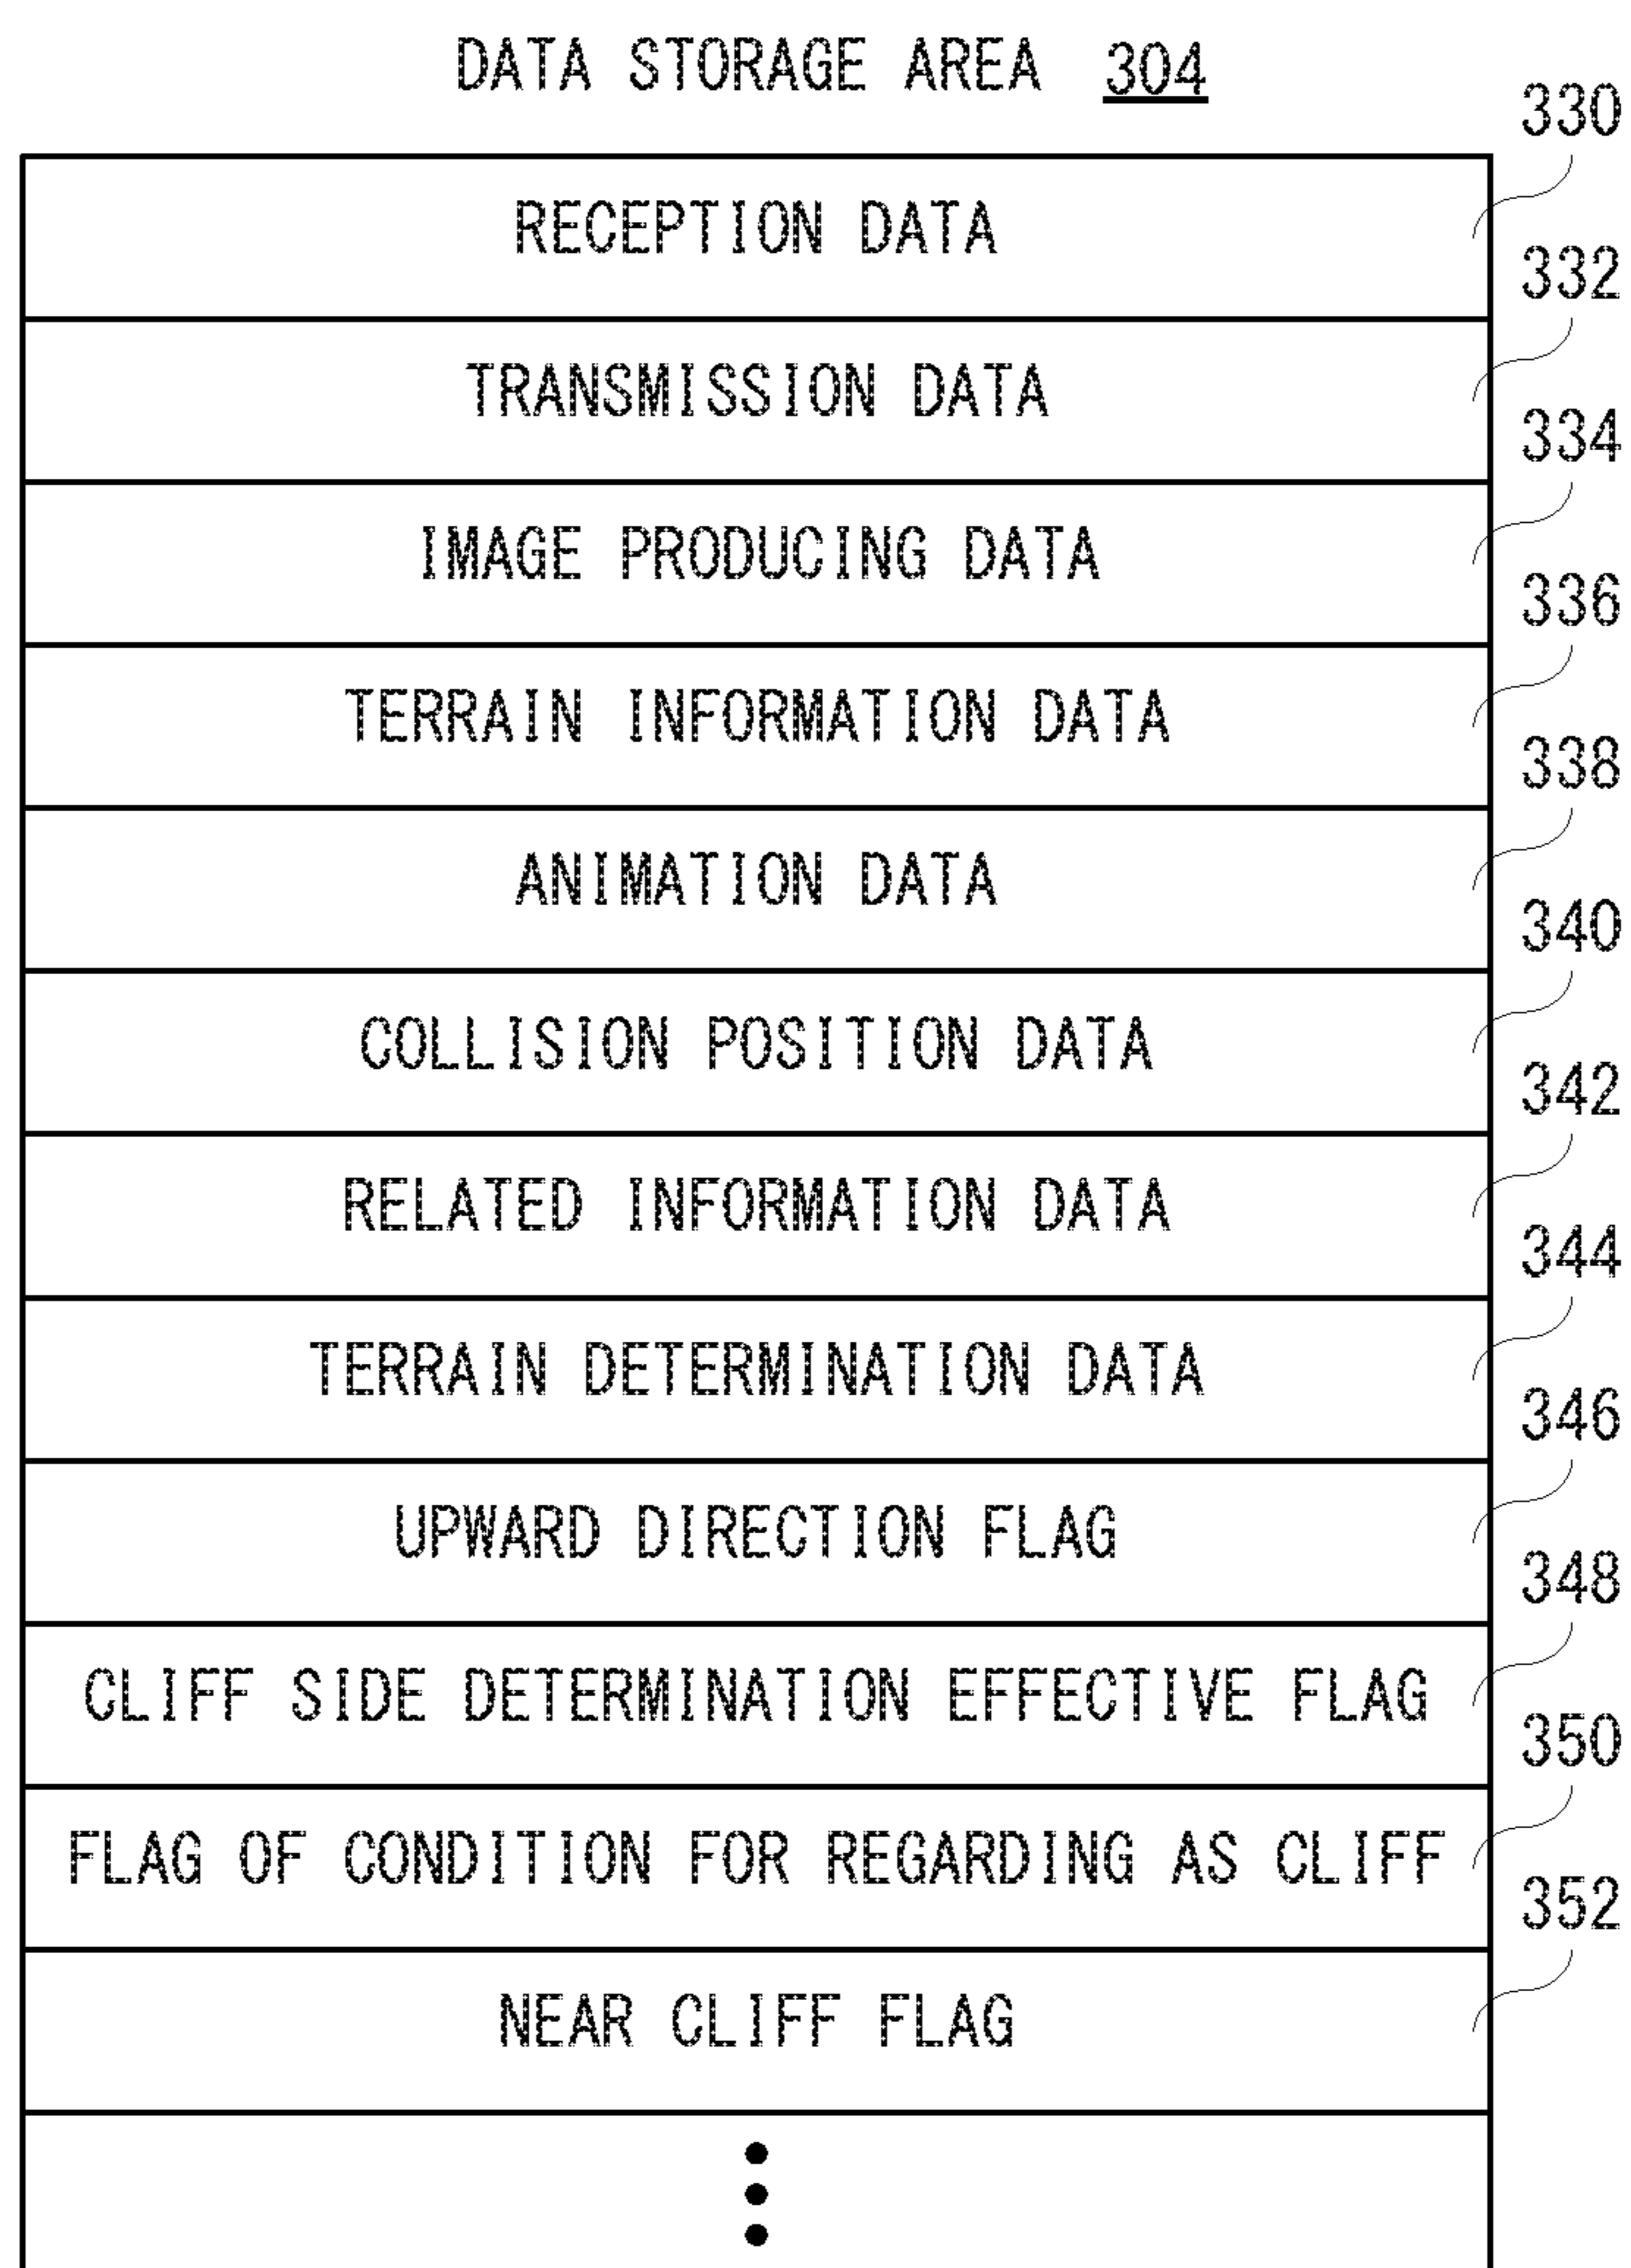 DATA STORAGE AREA 304
330
RECEPTION DATA
332
TRANSMISSION DATA
334
IMAGE PRODUCING DATA
336
TERRAIN INFORMATION DATA
338
ANIMATION DATA
340
COLLISION POSITION DATA
342
RELATED INFORMATION DATA
344
TERRAIN DETERMINATION DATA
346
UPWARD DIRECTION FLAG
348
CLIFF SIDE DETERMINATION EFFECTIVE FLAG
350
FLAG OF CONDITION FOR REGARDING AS CLIFF
352
NEAR CLIFF FLAG